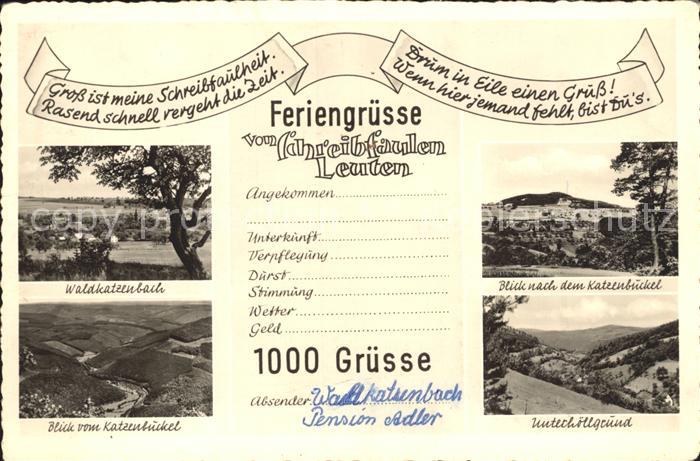 Groß ist meine Schreibfaulheit.
Rasend schnell vergeht die Zeit.
Drum in Eile einen Gruß!
Wenn hier jemand fehlt, bist Du's.
Feriengrüsse
von schreibfaulen
Leuten
Angekommen
Unterkunft
Verpflegung
Durst
Stimmung
Wetter
Geld
1000 Grüsse
Absender: Waldkatzenbach
Pension Adler
Waldkatzenbach
Blick vom Katzenbuckel
Blick nach dem Katzenbuckel
Unterhöllgrund